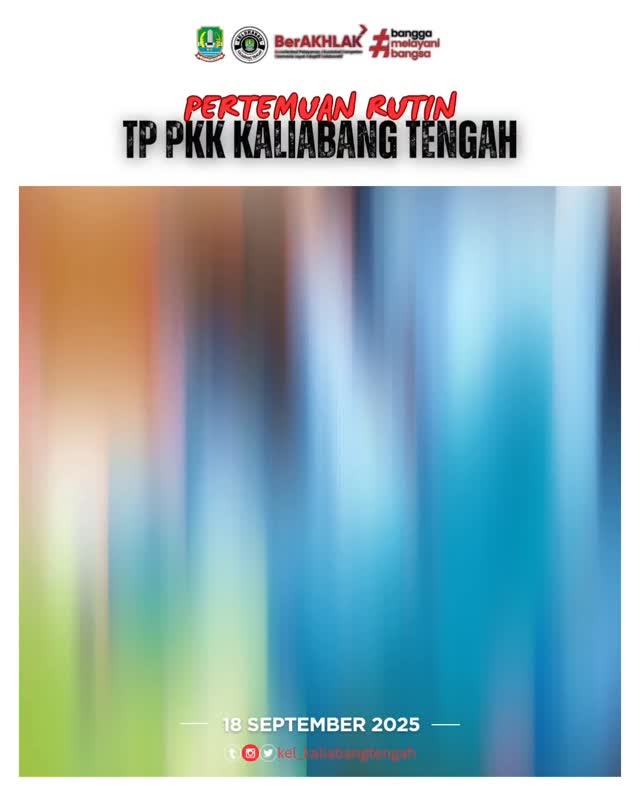 BerAKHLAK
#bangga
melayani
bangsa
PERTEMUAN RUTIN
TP PKK KALIABANG TENGAH
18 SEPTEMBER 2025
kel_kaliabangtengah